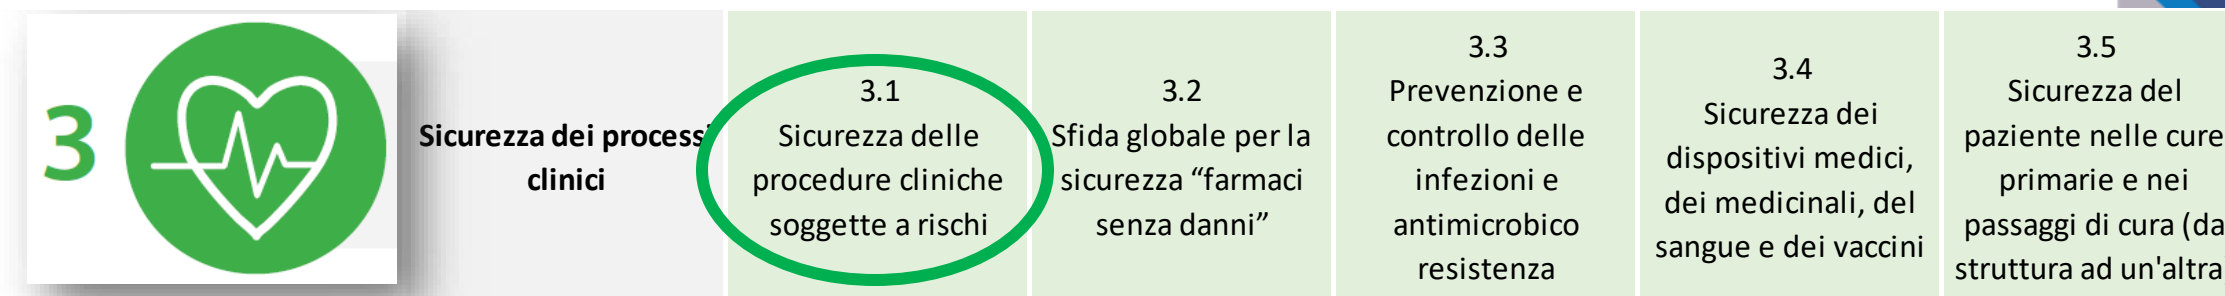 3
Sicurezza dei processi
clinici
3.1
Sicurezza delle
procedure cliniche
soggette a rischi
3.2
Sfida globale per la
sicurezza “farmaci
senza danni”
3.3
Prevenzione e
controllo delle
infezioni e
antimicrobico
resistenza
3.4
Sicurezza dei
dispositivi medici,
dei medicinali, del
sangue e dei vaccini
3.5
Sicurezza del
paziente nelle cure
primarie e nei
passaggi di cura (da
struttura ad un'altra